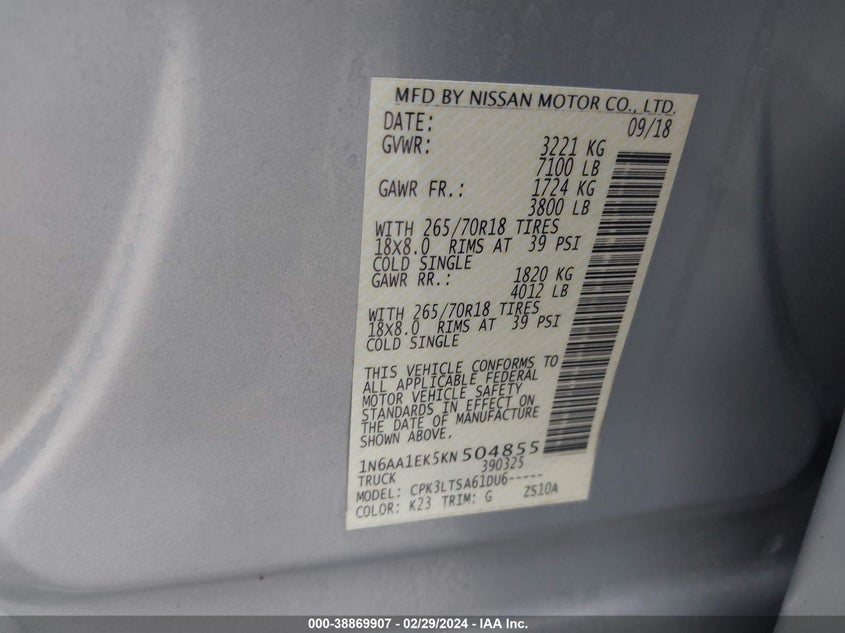 MFD BY NISSAN MOTOR CO., LTD.
DATE: 09/18
GVWR: 3221 KG
7100 LB
GAWR FR.: 1724 KG
3800 LB
WITH 265/70R18 TIRES
18X8.0 RIMS AT 39 PSI
COLD SINGLE
GAWR RR.: 1820 KG
4012 LB
WITH 265/70R18 TIRES
18X8.0 RIMS AT 39 PSI
COLD SINGLE
THIS VEHICLE CONFORMS TO
ALL APPLICABLE FEDERAL
MOTOR VEHICLE SAFETY
STANDARDS IN EFFECT ON
THE DATE OF MANUFACTURE
SHOWN ABOVE.
1N6AA1EK5KN504855
TRUCK 390325
MODEL: CPK3LTSA61DU6-----
COLOR: K23 TRIM: G ZS10A
000-38869907 - 02/29/2024 - IAA Inc.